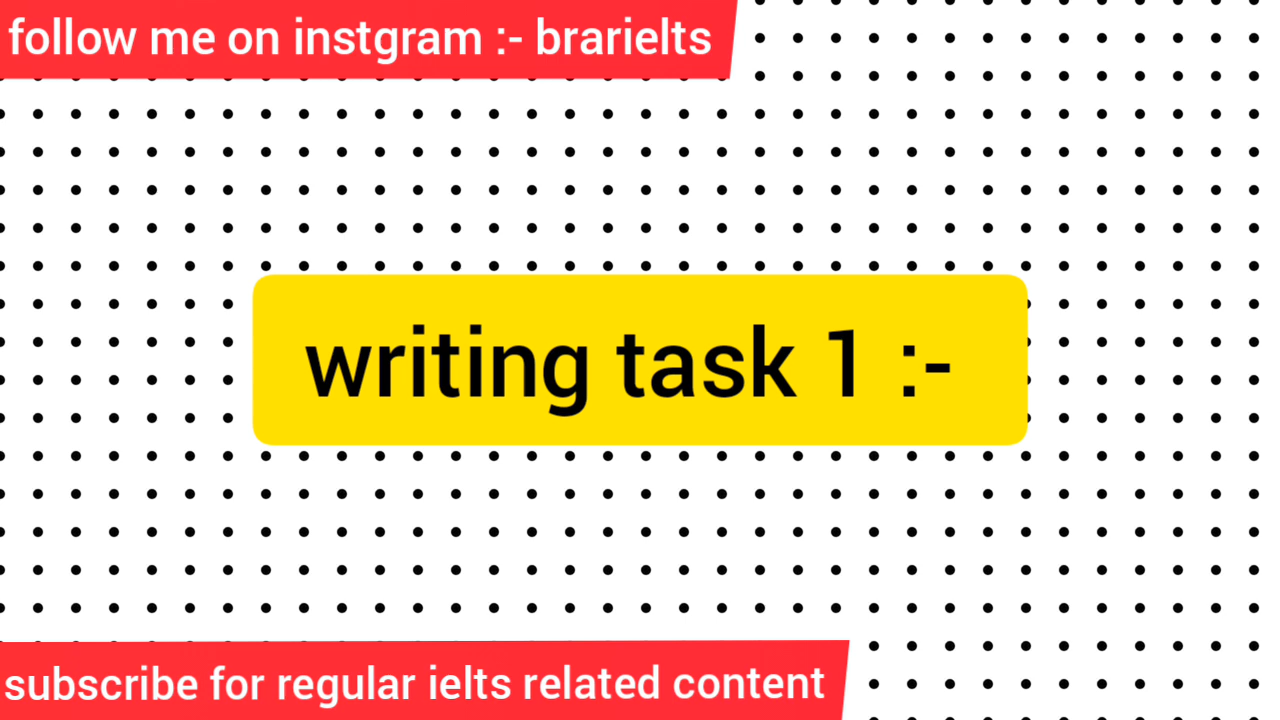 follow me on instgram :- brarielts
writing task 1 :-
subscribe for regular ielts related content